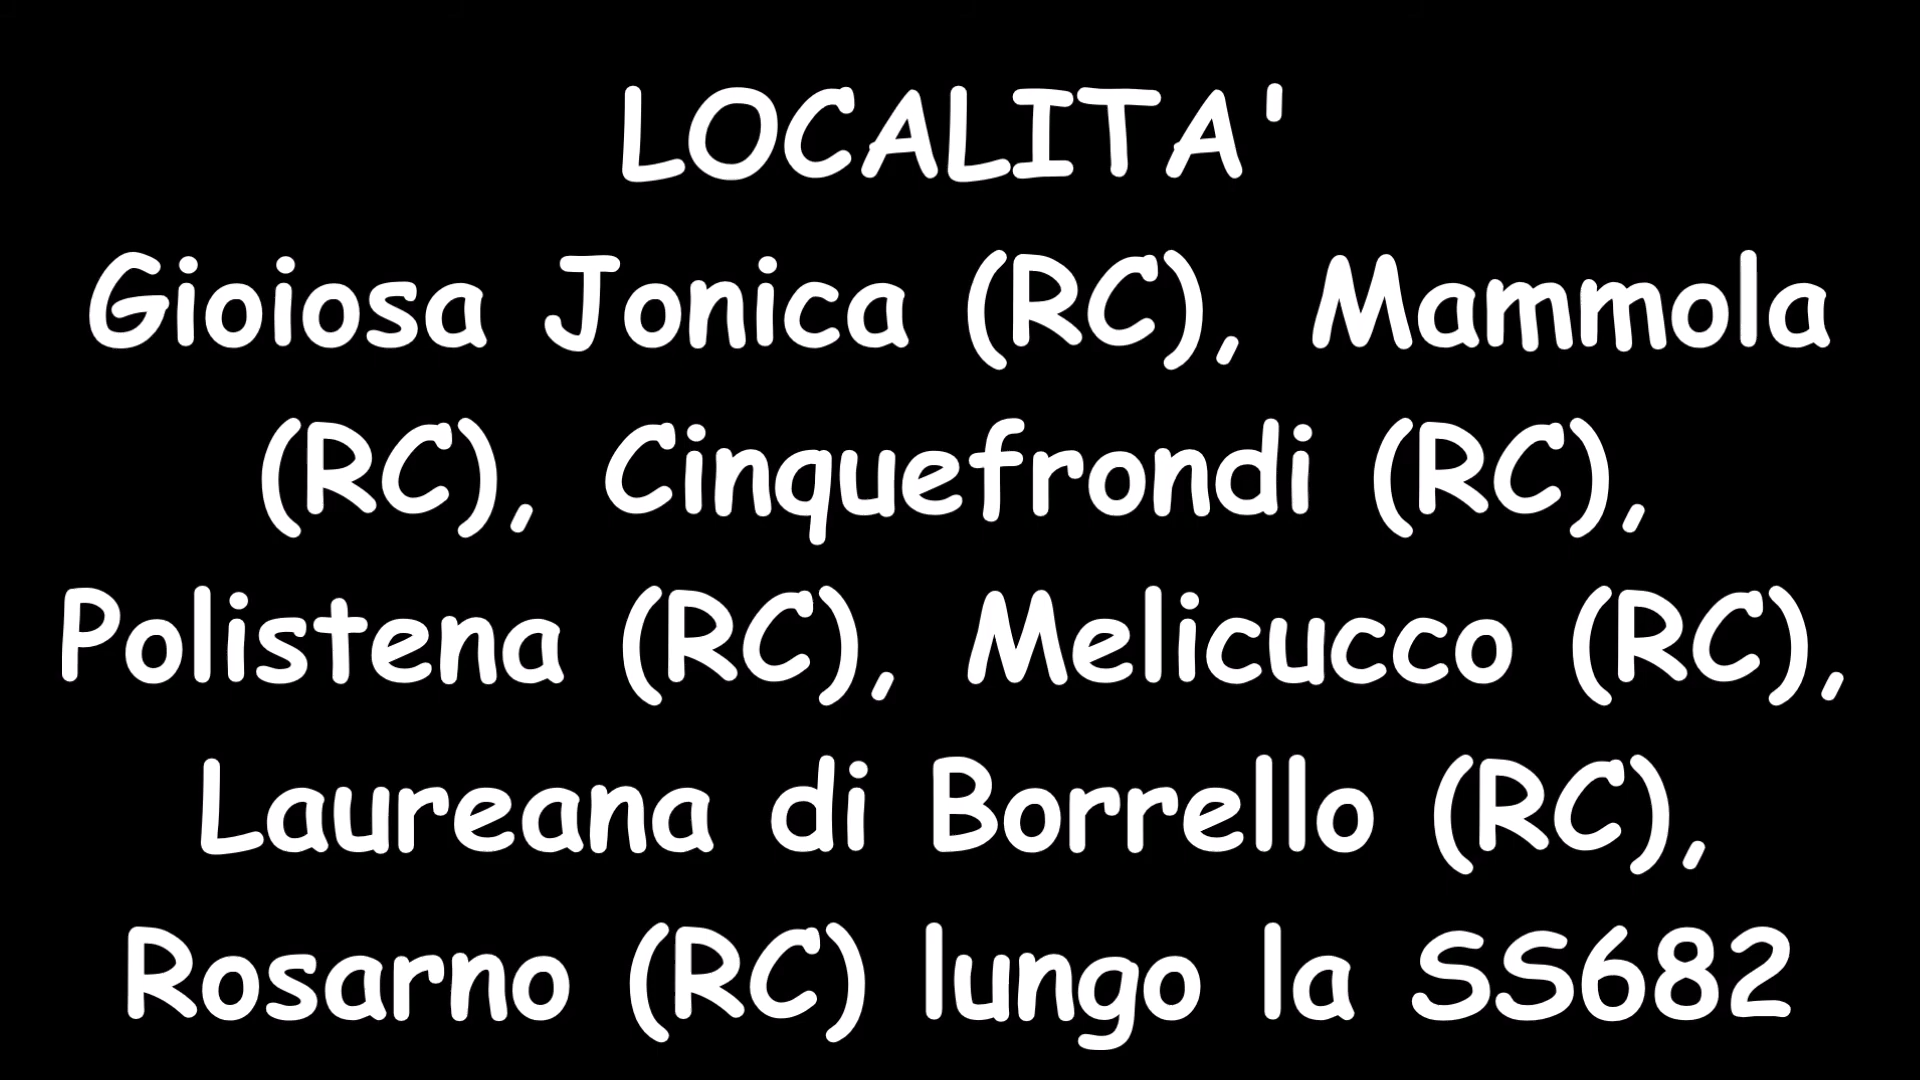 LOCALITA'
Gioiosa Jonica (RC), Mammola
(RC), Cinquefrondi (RC),
Polistena (RC), Melicucco (RC),
Laureana di Borrello (RC),
Rosarno (RC) lungo la SS682